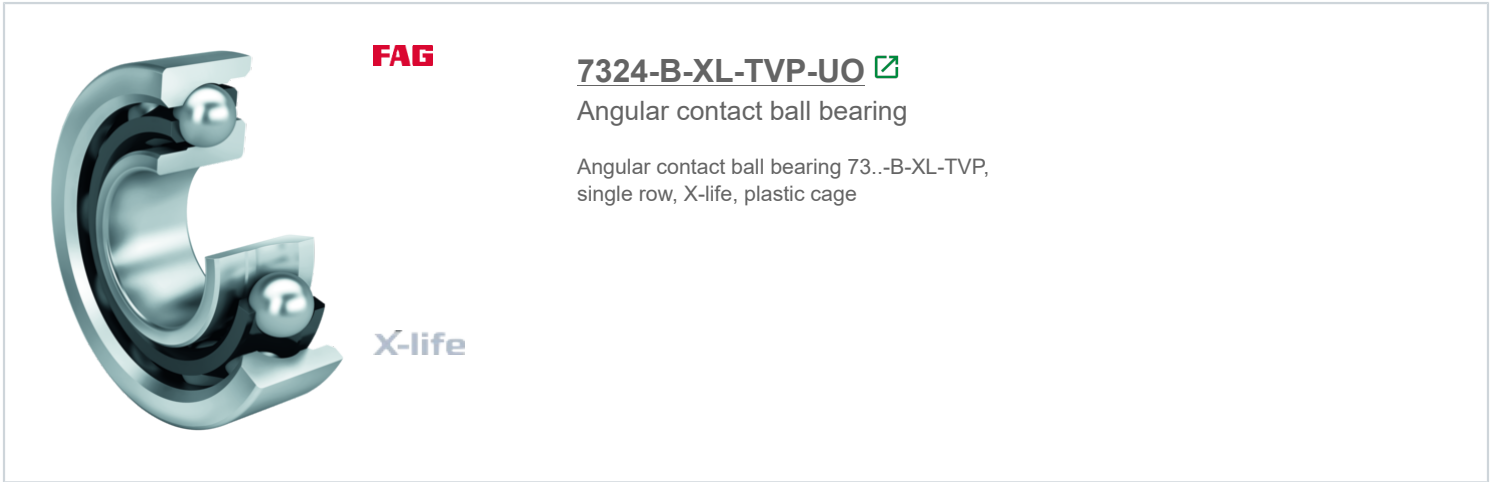 FAG
7324-B-XL-TVP-UO
Angular contact ball bearing
Angular contact ball bearing 73..-B-XL-TVP,
single row, X-life, plastic cage
X-life